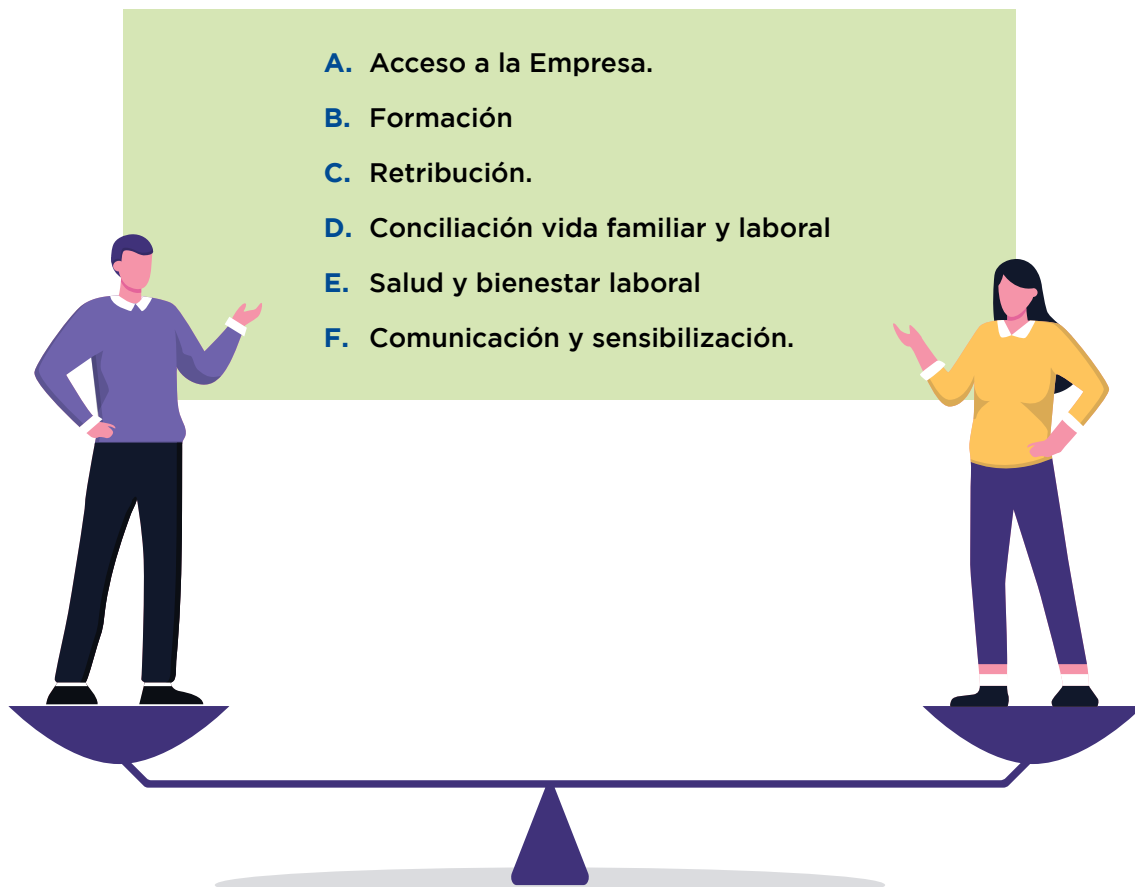 A. Acceso a la Empresa.
B. Formación
C. Retribución.
D. Conciliación vida familiar y laboral
E. Salud y bienestar laboral
F. Comunicación y sensibilización.